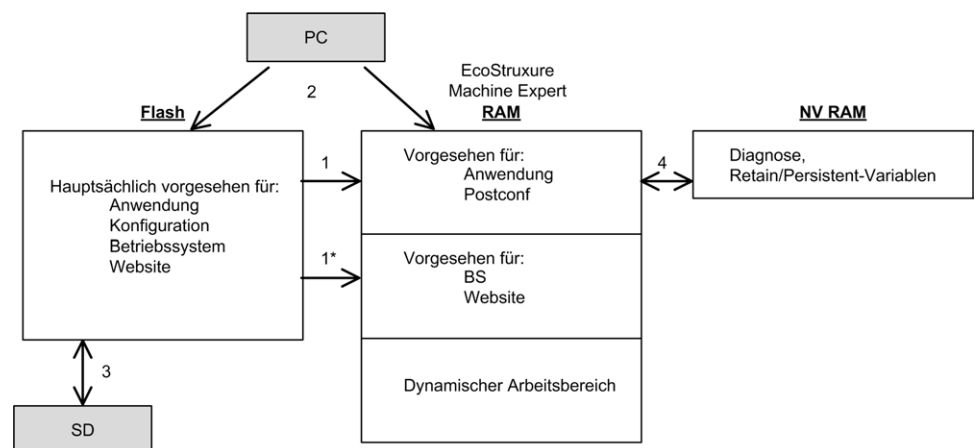 PC
EcoStruxure
Machine Expert
2
Flash
RAM
NV RAM
Hauptsächlich vorgesehen für:
Anwendung
Konfiguration
Betriebssystem
Website
1
Vorgesehen für:
Anwendung
Postconf
4
Diagnose,
Retain/Persistent-Variablen
1*
Vorgesehen für:
BS
Website
Dynamischer Arbeitsbereich
3
SD